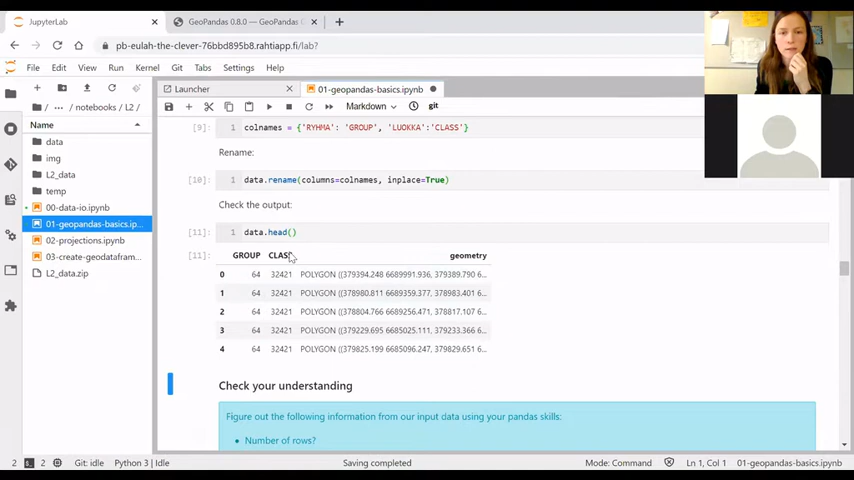 JupyterLab
GeoPandas 0.8.0 — GeoPandas
pb-eulah-the-clever-76bbd895b8.rahtiapp.fi/lab?
File Edit View Run Kernel Git Tabs Settings Help
Launcher
01-geopandas-basics.ipynb
Markdown
git
/ ··· / notebooks / L2 /
Name
data
img
L2_data
temp
00-data-io.ipynb
01-geopandas-basics.ip...
02-projections.ipynb
03-create-geodatafram...
L2_data.zip
[9]: 1 colnames = {'RYHMA': 'GROUP', 'LUOKKA':'CLASS'}
Rename:
[10]: 1 data.rename(columns=colnames, inplace=True)
Check the output:
[11]: 1 data.head()
[11]: GROUP CLASS geometry
0 64 32421 POLYGON ((379394.248 6689991.936, 379389.790 6...
1 64 32421 POLYGON ((378980.811 6689359.377, 378983.401 6...
2 64 32421 POLYGON ((378804.766 6689256.471, 378817.107 6...
3 64 32421 POLYGON ((379229.695 6685025.111, 379233.366 6...
4 64 32421 POLYGON ((379825.199 6685096.247, 379829.651 6...
Check your understanding
Figure out the following information from our input data using your pandas skills:
• Number of rows?
2 2 Git: idle Python 3 | Idle Saving completed Mode: Command Ln 1, Col 1 01-geopandas-basics.ipynb